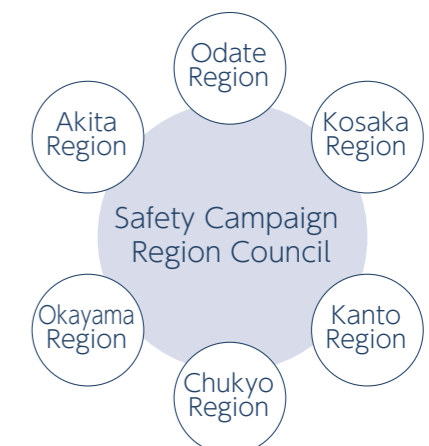 Odate
Region
Akita
Region
Kosaka
Region
Safety Campaign
Region Council
Okayama
Region
Kanto
Region
Chukyo
Region